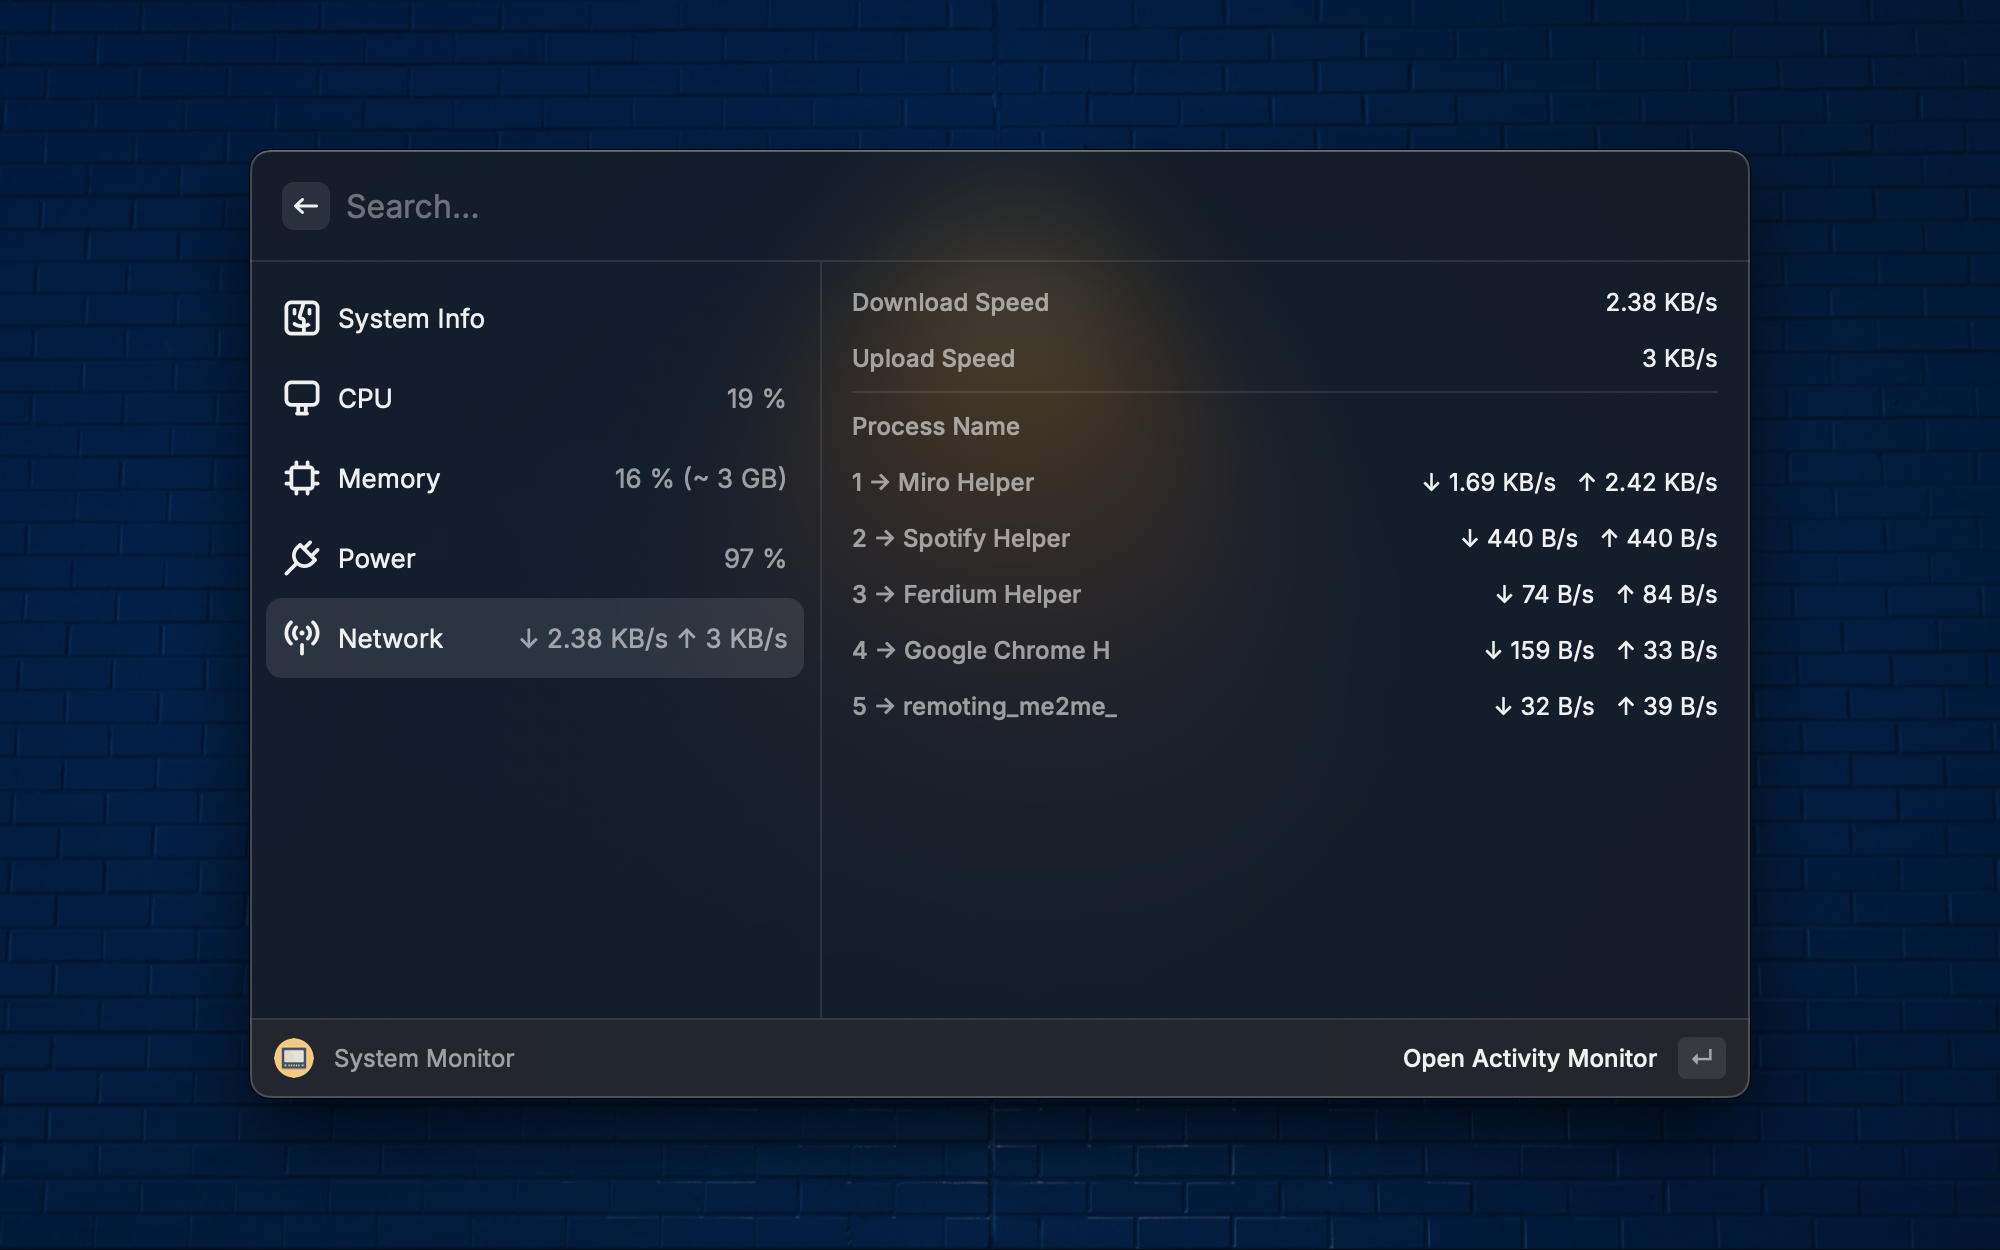 Search...
System Info
CPU 19 %
Memory 16 % (~ 3 GB)
Power 97 %
Network ↓ 2.38 KB/s ↑ 3 KB/s
Download Speed 2.38 KB/s
Upload Speed 3 KB/s
Process Name
1 → Miro Helper ↓ 1.69 KB/s ↑ 2.42 KB/s
2 → Spotify Helper ↓ 440 B/s ↑ 440 B/s
3 → Ferdium Helper ↓ 74 B/s ↑ 84 B/s
4 → Google Chrome H ↓ 159 B/s ↑ 33 B/s
5 → remoting_me2me_ ↓ 32 B/s ↑ 39 B/s
System Monitor
Open Activity Monitor